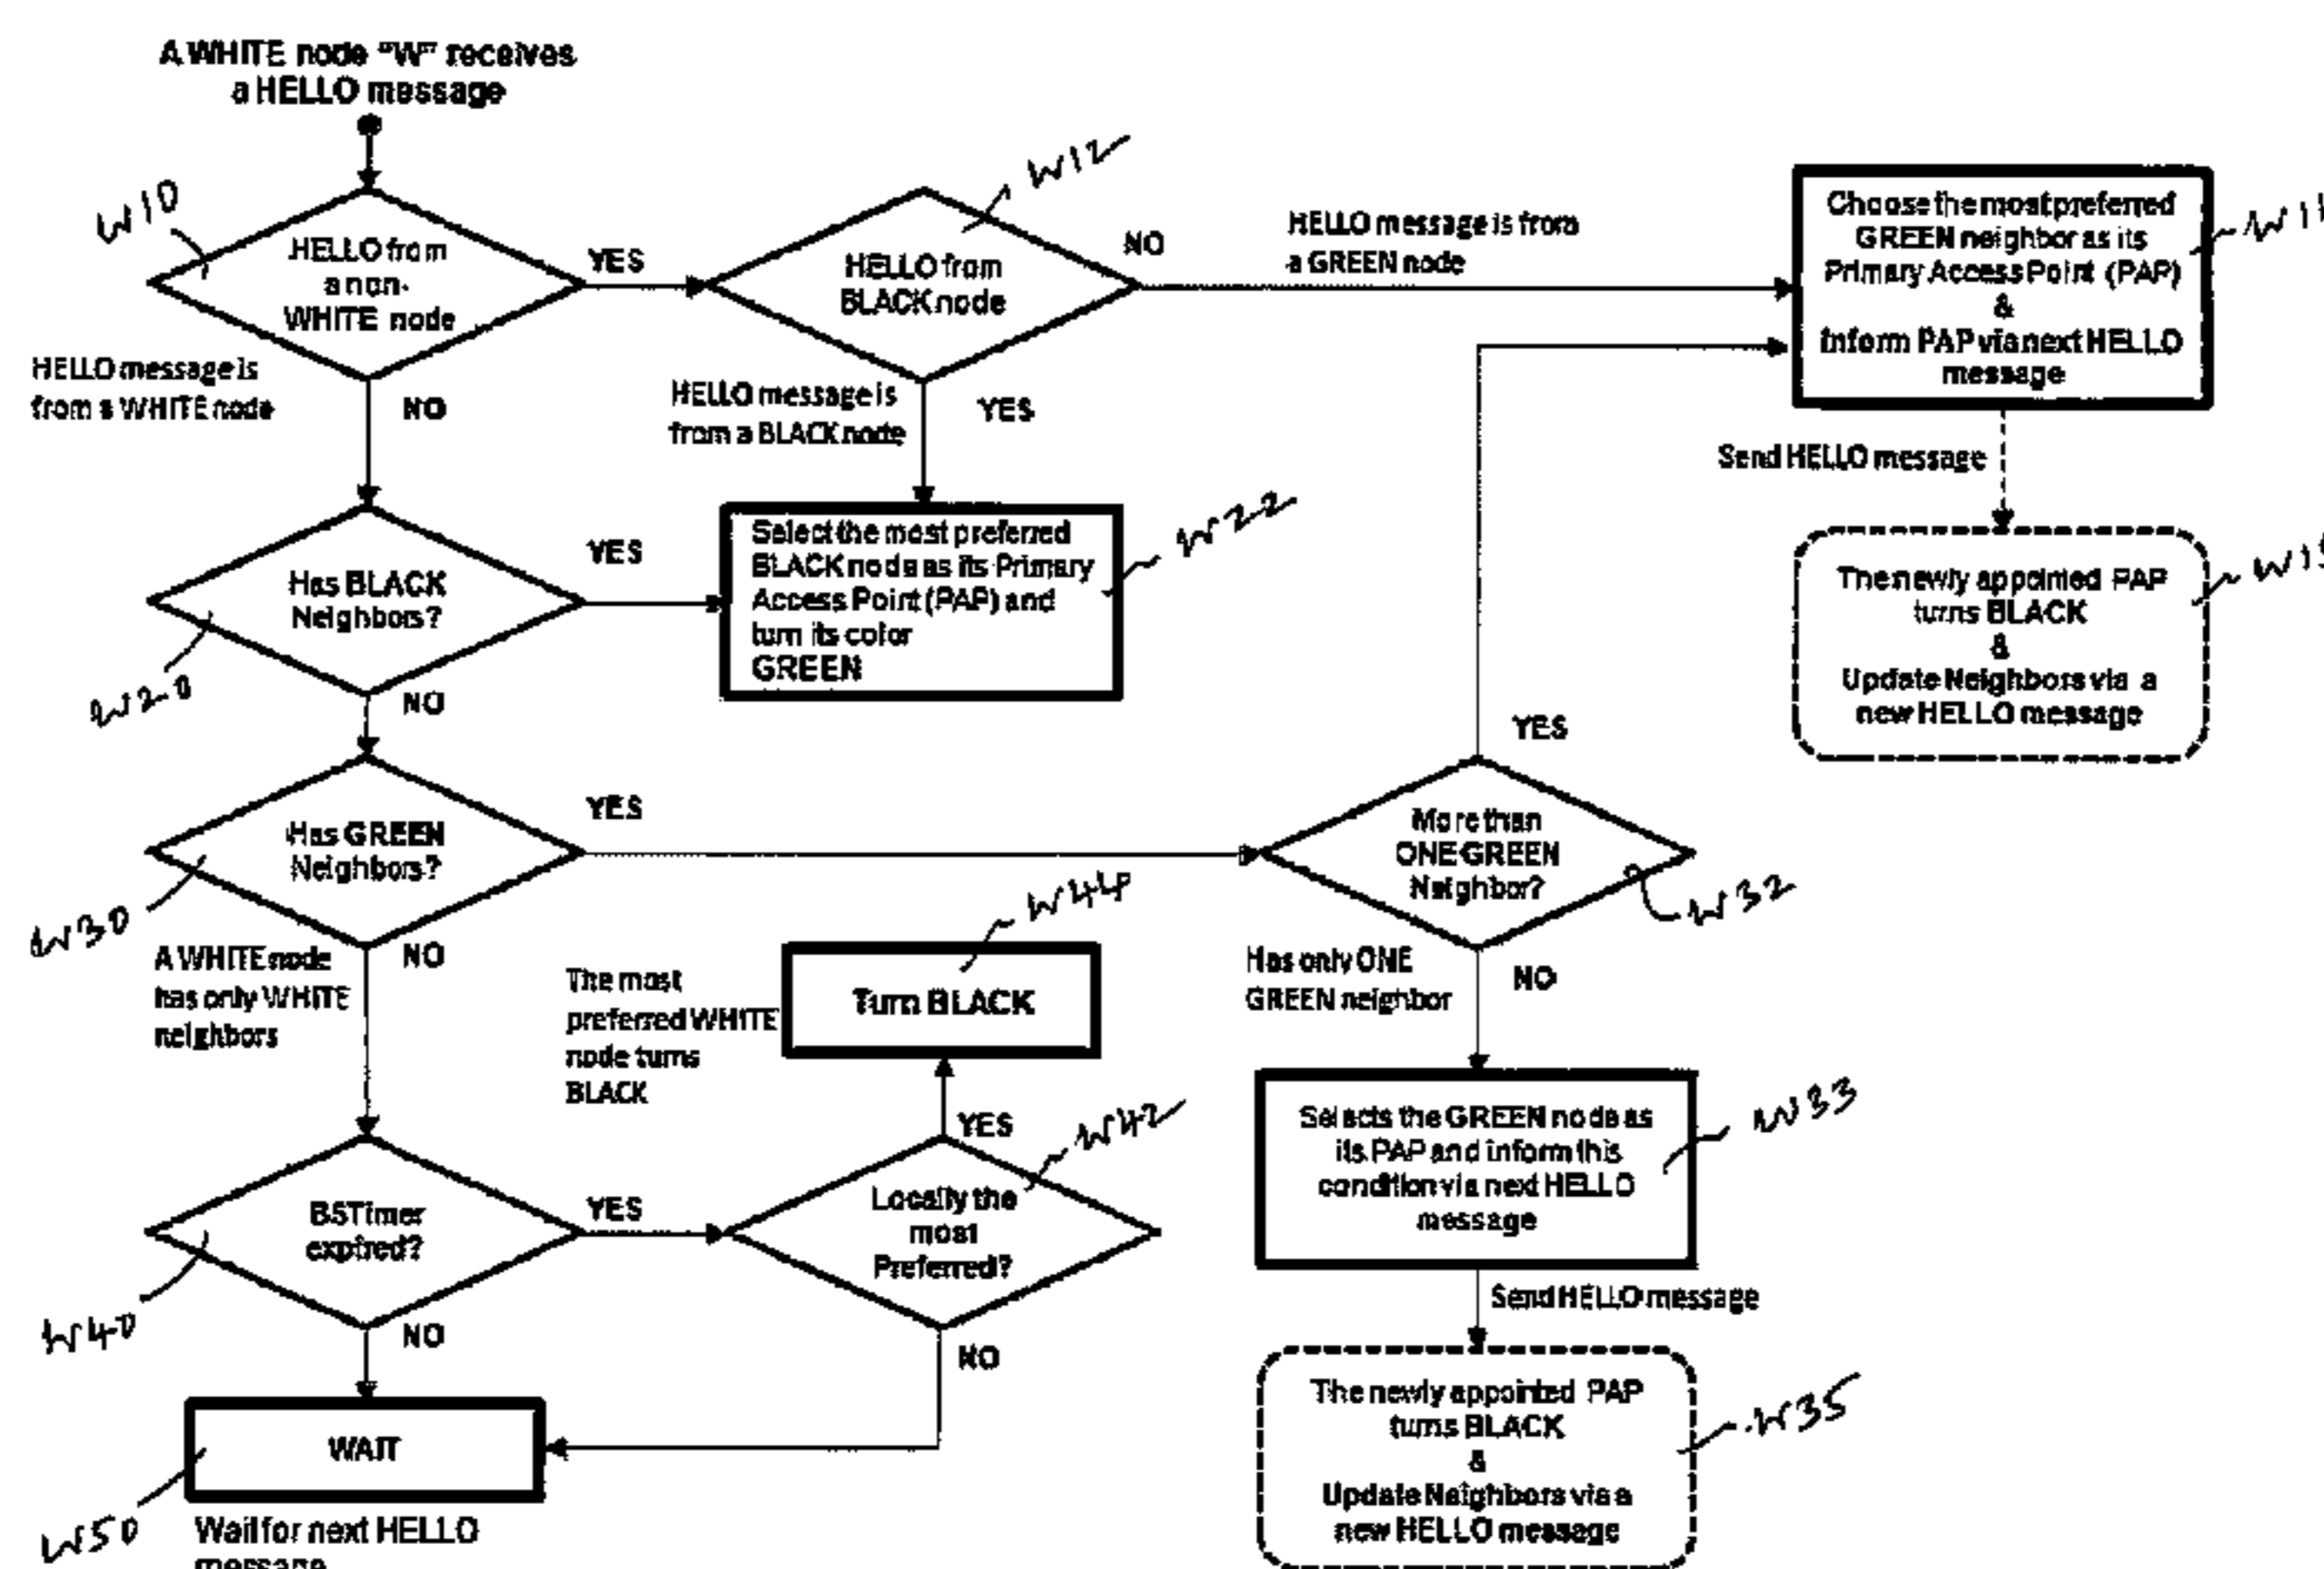 A WHITE node "W" receives
a HELLO message
W10
HELLO from
a non-
WHITE node
YES
W12
HELLO from
BLACK node
NO
HELLO message is from
a GREEN node
Choose the most preferred
GREEN neighbor as its
Primary Access Point (PAP)
&
Inform PAP via next HELLO
message
HELLO message is
from a WHITE node
NO
HELLO message is
from a BLACK node
YES
Send HELLO message
Has BLACK
Neighbors?
YES
W20
NO
Select the most preferred
BLACK node as its Primary
Access Point (PAP) and
turn its color
GREEN
W22
The newly appointed PAP
turns BLACK
&
Update Neighbors via a
new HELLO message
Has GREEN
Neighbors?
YES
W30
NO
YES
More than
ONE GREEN
Neighbor?
W32
A WHITE node
has only WHITE
neighbors
The most
preferred WHITE
node turns
BLACK
W44
Turn BLACK
Has only ONE
GREEN neighbor
NO
BSTimer
expired?
YES
W40
NO
YES
W42
Locally the
most
Preferred?
NO
Selects the GREEN node as
its PAP and inform this
condition via next HELLO
message
W33
Send HELLO message
WAIT
W50
Wait for next HELLO
message
The newly appointed PAP
turns BLACK
&
Update Neighbors via a
new HELLO message
W35